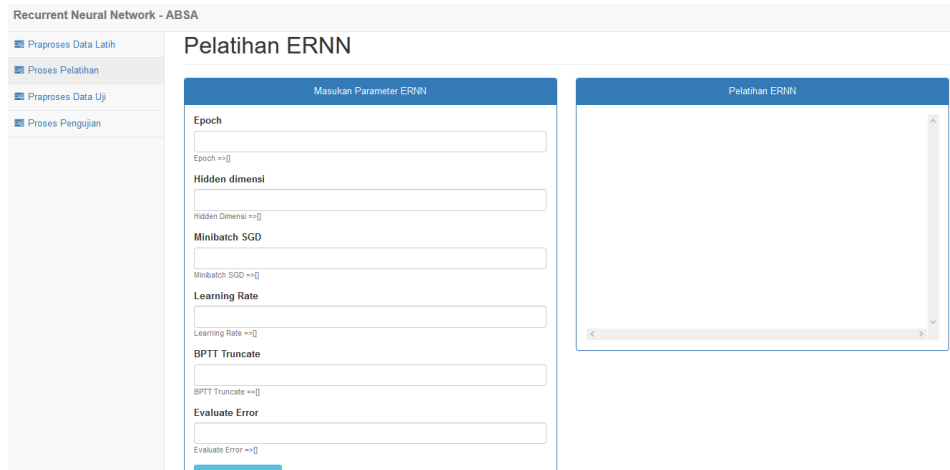 Recurrent Neural Network - ABSA
Praproses Data Latih
Proses Pelatihan
Praproses Data Uji
Proses Pengujian
Pelatihan ERNN
Masukan Parameter ERNN
Epoch
Epoch =>[]
Hidden dimensi
Hidden Dimensi =>[]
Minibatch SGD
Minibatch SGD =>[]
Learning Rate
Learning Rate =>[]
BPTT Truncate
BPTT Truncate =>[]
Evaluate Error
Evaluate Error =>[]
Pelatihan ERNN